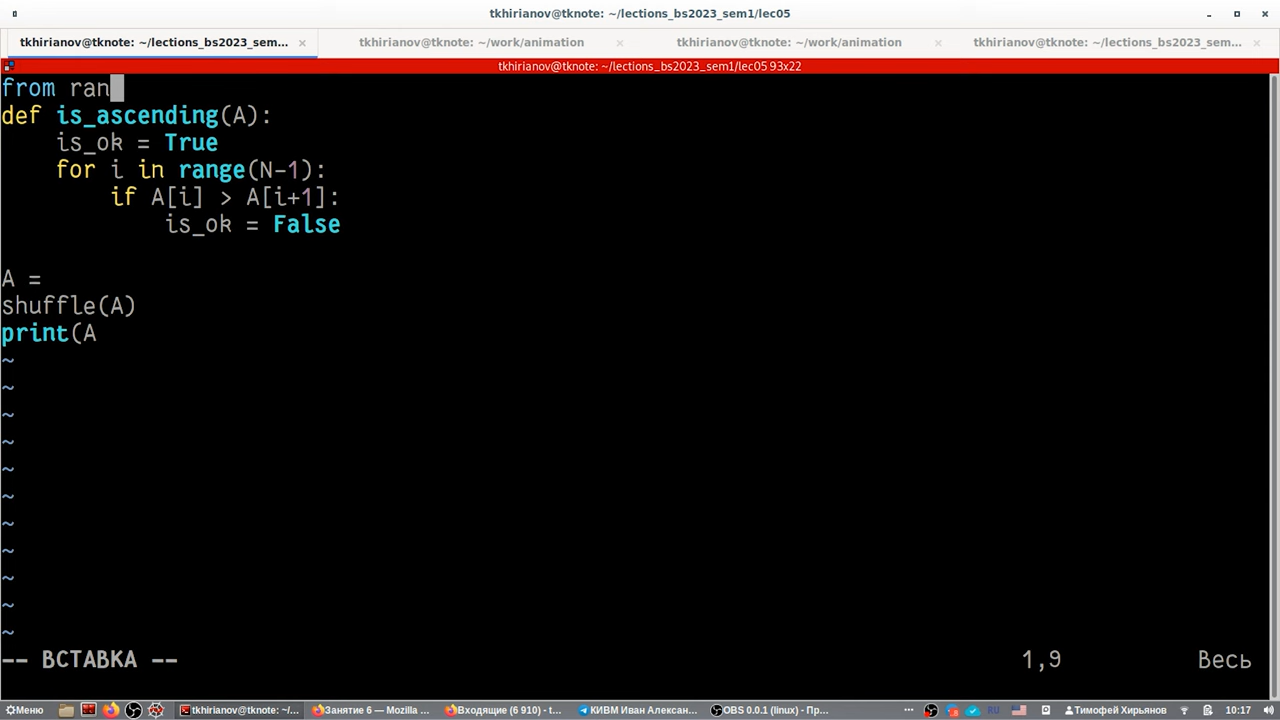 tkhirianov@tknote: ~/lections_bs2023_sem1/lec05
tkhirianov@tknote: ~/lections_bs2023_sem...
tkhirianov@tknote: ~/work/animation
tkhirianov@tknote: ~/work/animation
tkhirianov@tknote: ~/lections_bs2023_sem...
tkhirianov@tknote: ~/lections_bs2023_sem1/lec05 93x22
from ran
def is_ascending(A):
    is_ok = True
    for i in range(N-1):
        if A[i] > A[i+1]:
            is_ok = False
A =
shuffle(A)
print(A
~
~
~
~
~
~
~
~
~
~
~
-- ВСТАВКА -- 1,9 Весь
Меню tkhirianov@tknote: ~/... Занятие 6 — Mozilla ... Входящие (6 910) - t... КИВМ Иван Алексан... OBS 0.0.1 (linux) - Пр... ... RU Тимофей Хирьянов 10:17